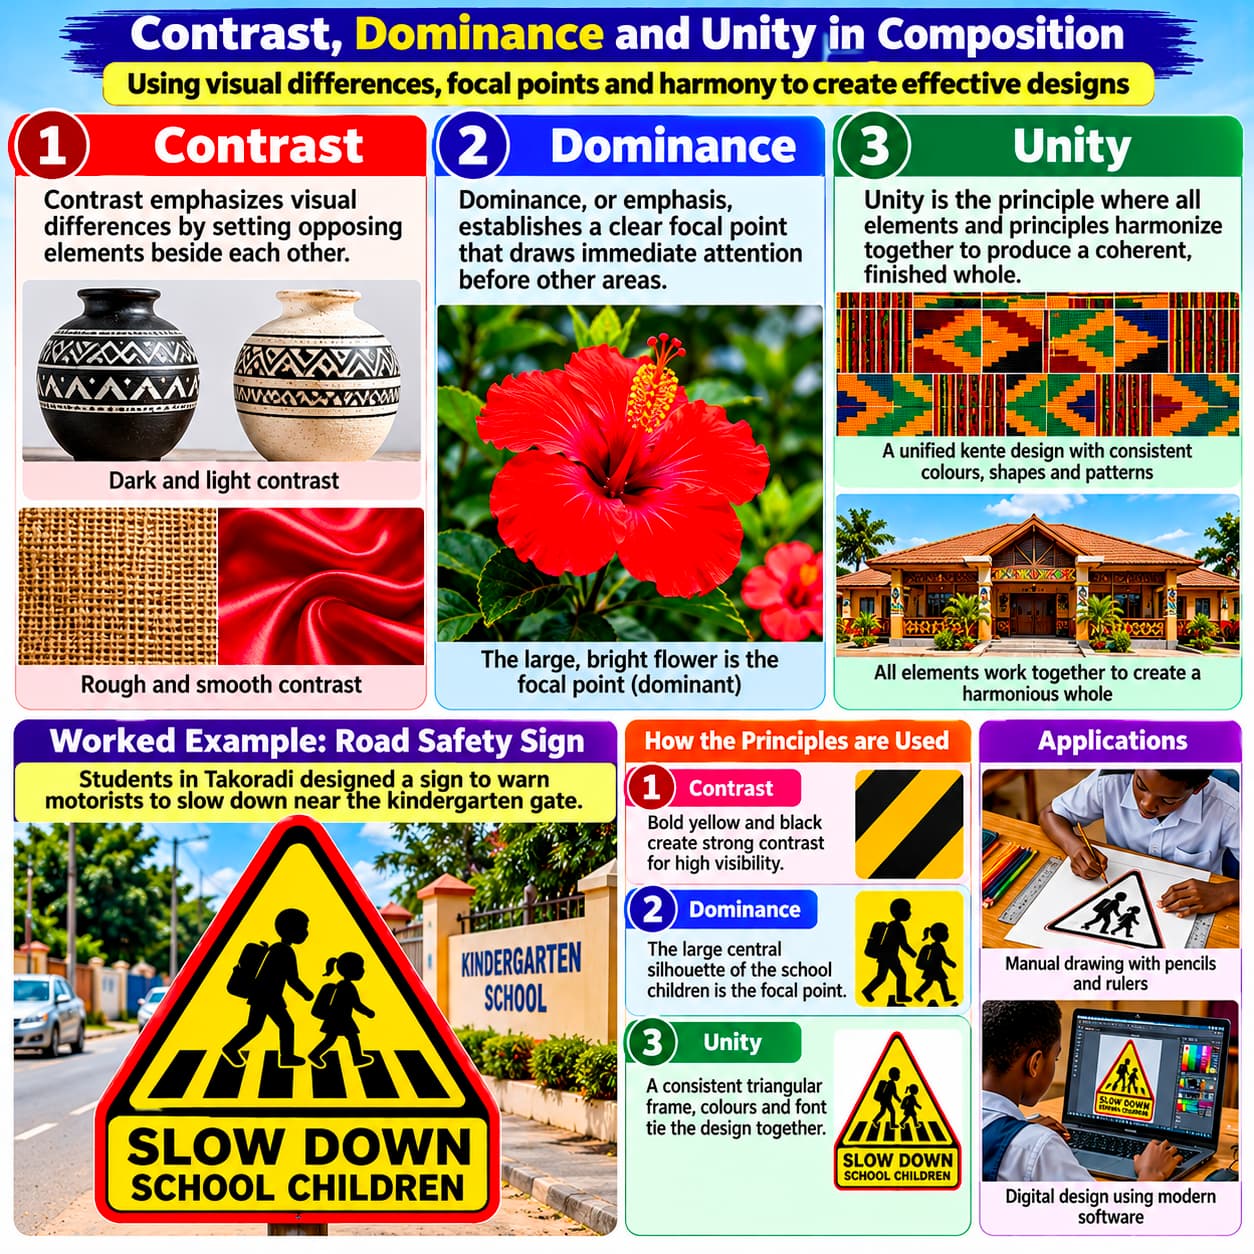 Contrast, Dominance and Unity in Composition
Using visual differences, focal points and harmony to create effective designs
1 Contrast
Contrast emphasizes visual
differences by setting opposing
elements beside each other.
Dark and light contrast
Rough and smooth contrast
2 Dominance
Dominance, or emphasis,
establishes a clear focal point
that draws immediate attention
before other areas.
The large, bright flower is the
focal point (dominant)
3 Unity
Unity is the principle where all
elements and principles harmonize
together to produce a coherent,
finished whole.
A unified kente design with consistent
colours, shapes and patterns
All elements work together to create a
harmonious whole
Worked Example: Road Safety Sign
Students in Takoradi designed a sign to warn
motorists to slow down near the kindergarten gate.
KINDERGARTEN
SCHOOL
SLOW DOWN
SCHOOL CHILDREN
How the Principles are Used
1 Contrast
Bold yellow and black
create strong contrast
for high visibility.
2 Dominance
The large central
silhouette of the school
children is the focal point.
3 Unity
A consistent triangular
frame, colours and font
tie the design together.
SLOW DOWN
SCHOOL CHILDREN
Applications
Manual drawing with pencils
and rulers
SLOW DOWN
Digital design using modern
software